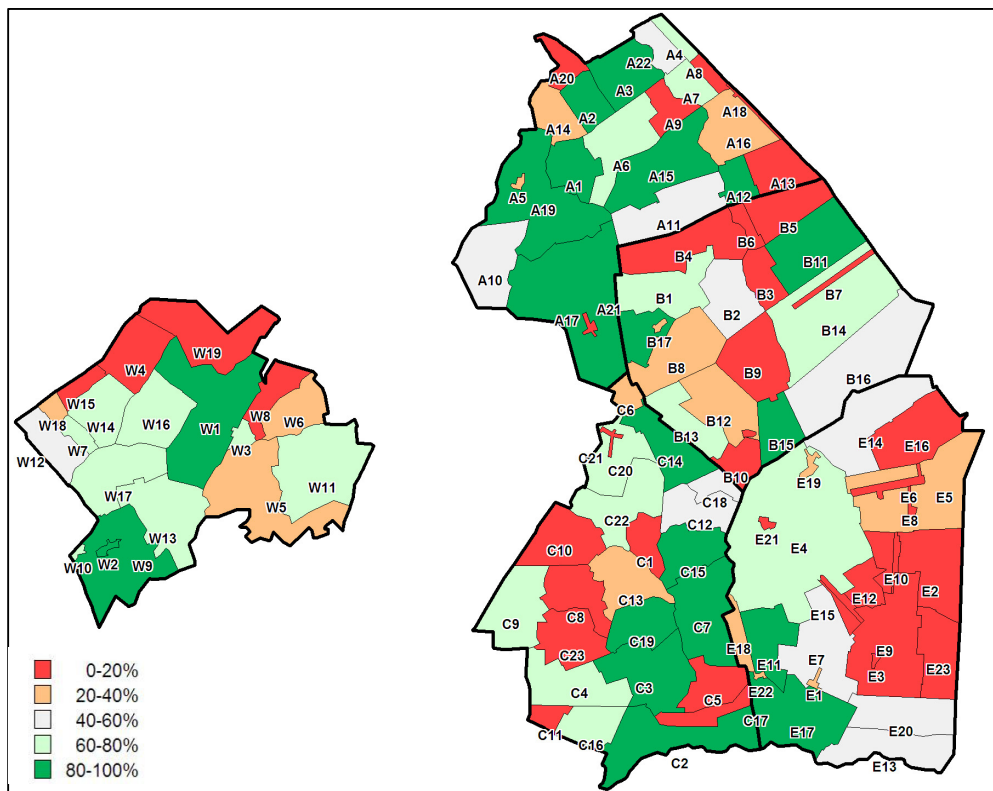 A4
A22
A8
A20
A3
A7
A18
A2
A9
A14
A16
A6
A15
A13
A1
A5
A12
A19
A11
B5
B6
B4
B11
A10
B3
B7
B1
B2
A21
A17
B14
B17
W19
B8
B9
W4
B16
W15
C6
B12
W8
W6
W14
W16
W1
W18
B13
B15
E14
E16
W7
W3
C21
W12
C20
C14
B10
E19
W11
W17
C18
E6
E5
W5
C22
C12
E8
W13
E21
E4
C10
C1
W10
W2
W9
C15
E10
E12
E2
C13
E15
C8
C9
C7
C19
E18
E9
C23
E7
E11
E3
E23
0-20%
C4
C3
E22
E1
20-40%
C5
40-60%
C11
C17
E17
E20
60-80%
C16
C2
E13
80-100%